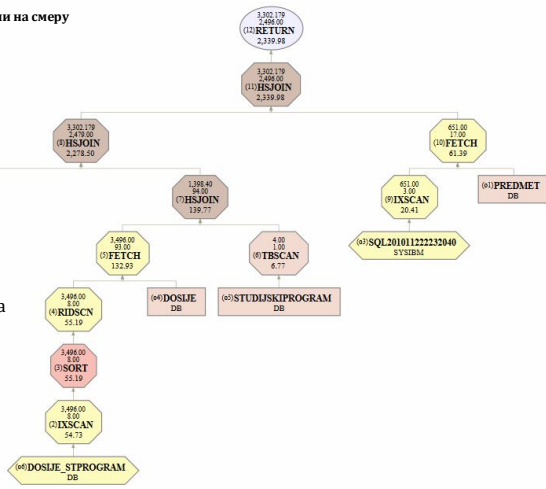 ни на смеру
3,302.179
2,496.00
(12)RETURN
2,339.98
3,302.179
2,496.00
(11)HSJOIN
2,339.98
3,302.179
2,479.00
(8)HSJOIN
2,278.50
651.00
17.00
(10)FETCH
61.39
1,398.40
94.00
(7)HSJOIN
139.77
651.00
3.00
(9)IXSCAN
20.41
(o1)PREDMET
DB
3,496.00
93.00
(5)FETCH
132.93
4.00
1.00
(6)TBSCAN
6.77
(o3)SQL201011222232040
SYSIBM
3,496.00
8.00
(4)RIDSCN
55.19
(o4)DOSIJE
DB
(o5)STUDIJSKIPROGRAM
DB
а
3,496.00
8.00
(3)SORT
55.19
3,496.00
8.00
(2)IXSCAN
54.73
(o6)DOSIJE_STPROGRAM
DB